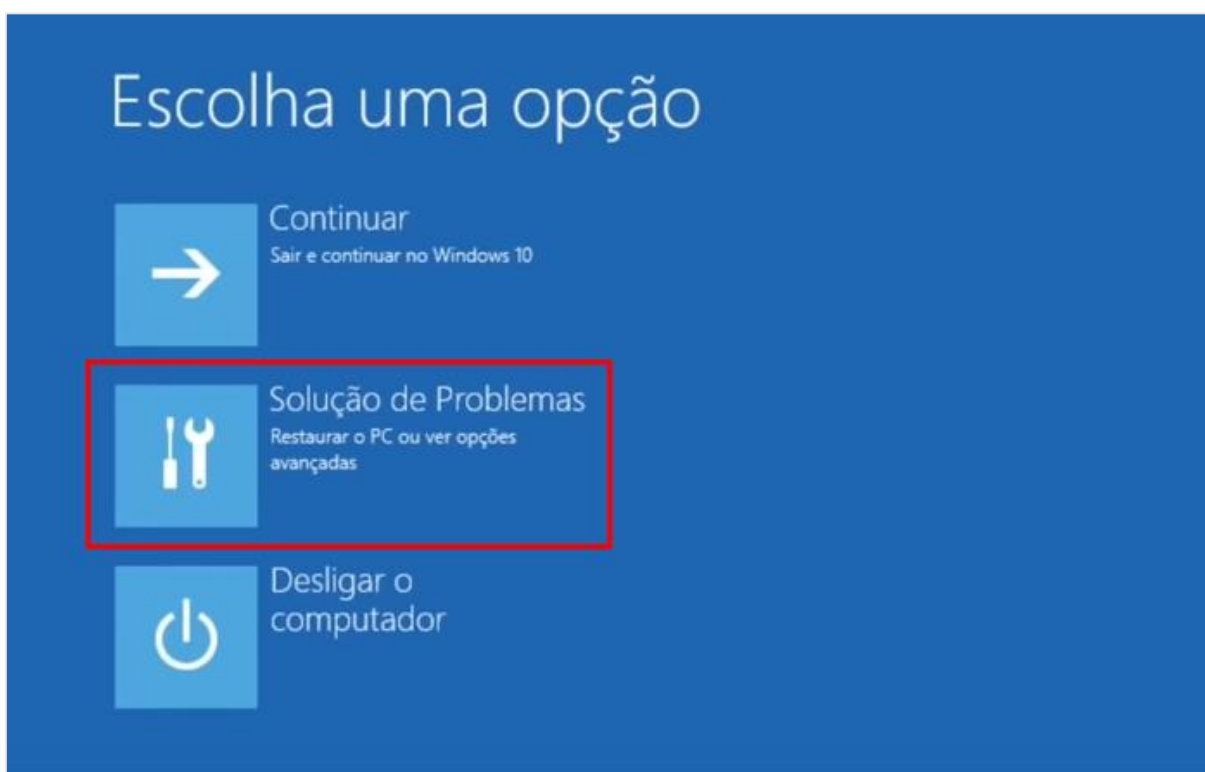 Escolha uma opção
Continuar
Sair e continuar no Windows 10
Solução de Problemas
Restaurar o PC ou ver opções
avançadas
Desligar o
computador